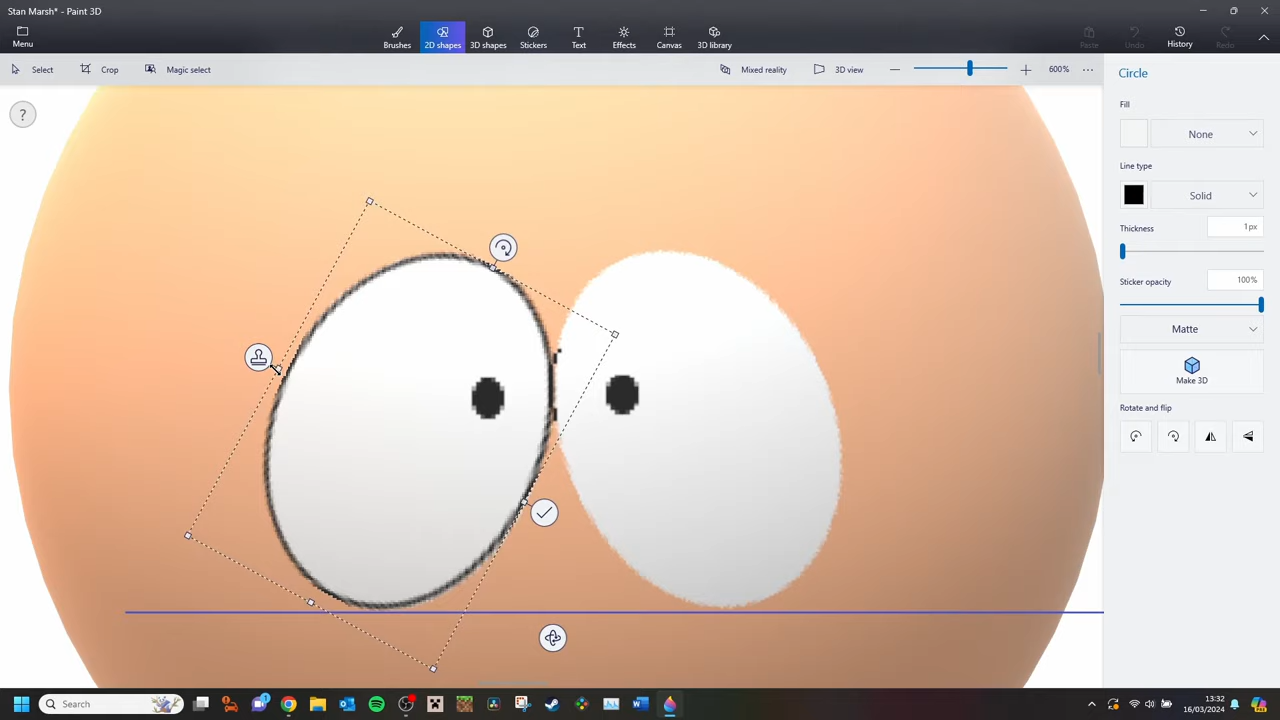 Stan Marsh* - Paint 3D
Menu
Brushes
2D shapes
3D shapes
Stickers
Text
Effects
Canvas
3D library
Paste
Undo
History
Redo
Select
Crop
Magic select
Mixed reality
3D view
600%
?
Circle
Fill
None
Line type
Solid
Thickness
1px
Sticker opacity
100%
Matte
Make 3D
Rotate and flip
Search
13:32
16/03/2024